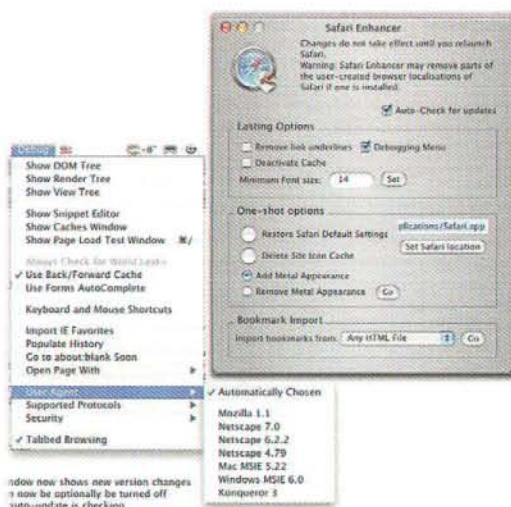 Safari Enhancer
Changes do not take effect until you relaunch
Safari.
Warning: Safari Enhancer may remove parts of
the user-created browser localisations of
Safari if one is installed.
Auto-Check for updates
Lasting Options
Remove link underlines
Debugging Menu
Deactivate Cache
Minimum Font size:
14
Set
One-shot options
Restore Safari Default Settings
plications/Safari.app
Set Safari location
Delete Site Icon Cache
Add Metal Appearance
Remove Metal Appearance
Go
Bookmark Import
Import bookmarks from:
Any HTML File
Go
Debug
Show DOM Tree
Show Render Tree
Show View Tree
Show Snippet Editor
Show Caches Window
Show Page Load Test Window ⌘/
Always Check for World Leaks
✓ Use Back/Forward Cache
Use Forms AutoComplete
Keyboard and Mouse Shortcuts
Import IE Favorites
Populate History
Go to about:blank Soon
Open Page With
User Agent
Supported Protocols
Security
✓ Tabbed Browsing
✓ Automatically Chosen
Mozilla 1.1
Netscape 7.0
Netscape 6.2.2
Netscape 4.79
Mac MSIE 5.22
Windows MSIE 6.0
Konqueror 3
ndow now shows new version changes
n now be optionally be turned off
auto-update is checking